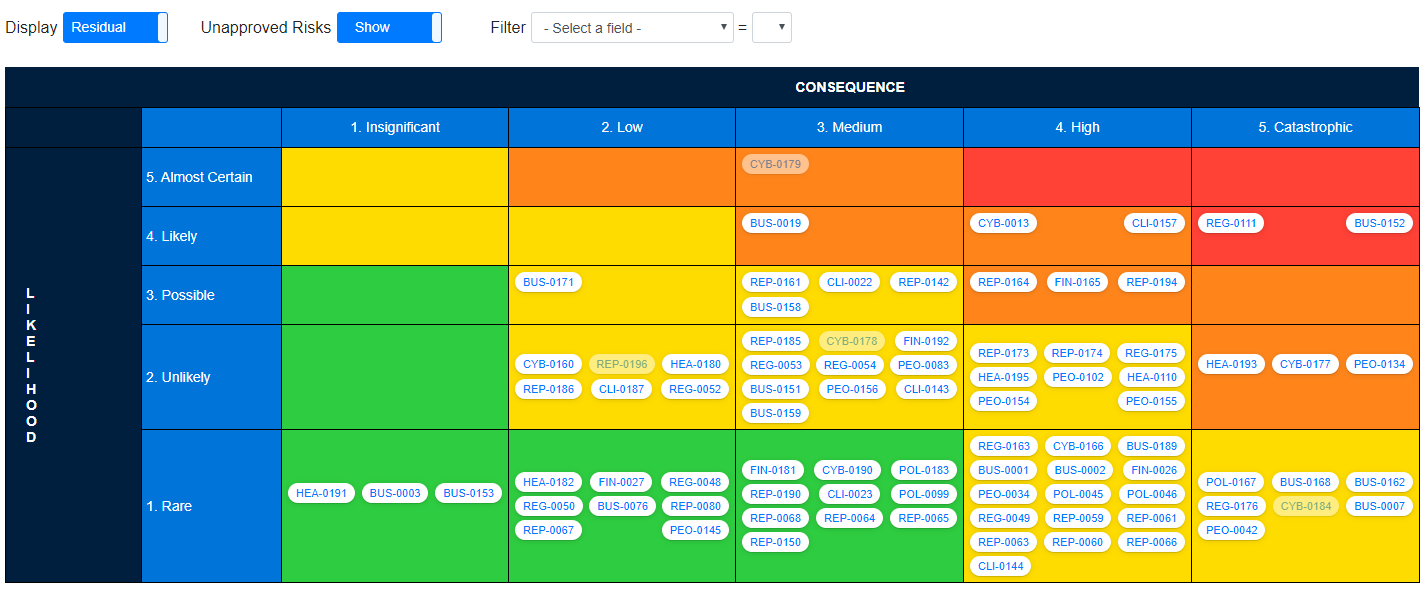 Display Residual Unapproved Risks Show Filter - Select a field - =
CONSEQUENCE
1. Insignificant 2. Low 3. Medium 4. High 5. Catastrophic
LIKELIHOOD
5. Almost Certain
CYB-0179
4. Likely
BUS-0019
CYB-0013 CLI-0157
REG-0111 BUS-0152
3. Possible
BUS-0171
REP-0161 CLI-0022 REP-0142
BUS-0158
REP-0164 FIN-0165 REP-0194
2. Unlikely
CYB-0160 REP-0196 HEA-0180
REP-0186 CLI-0187 REG-0052
REP-0185 CYB-0178 FIN-0192
REG-0053 REG-0054 PEO-0083
BUS-0151 PEO-0156 CLI-0143
BUS-0159
REP-0173 REP-0174 REG-0175
HEA-0195 PEO-0102 HEA-0110
PEO-0154 PEO-0155
HEA-0193 CYB-0177 PEO-0134
1. Rare
HEA-0191 BUS-0003 BUS-0153
HEA-0182 FIN-0027 REG-0048
REG-0050 BUS-0076 REP-0080
REP-0067 PEO-0145
FIN-0181 CYB-0190 POL-0183
REP-0190 CLI-0023 POL-0099
REP-0068 REP-0064 REP-0065
REP-0150
REG-0163 CYB-0166 BUS-0189
BUS-0001 BUS-0002 FIN-0026
PEO-0034 POL-0045 POL-0046
REG-0049 REP-0059 REP-0061
REP-0063 REP-0060 REP-0066
CLI-0144
POL-0167 BUS-0168 BUS-0162
REG-0176 CYB-0184 BUS-0007
PEO-0042